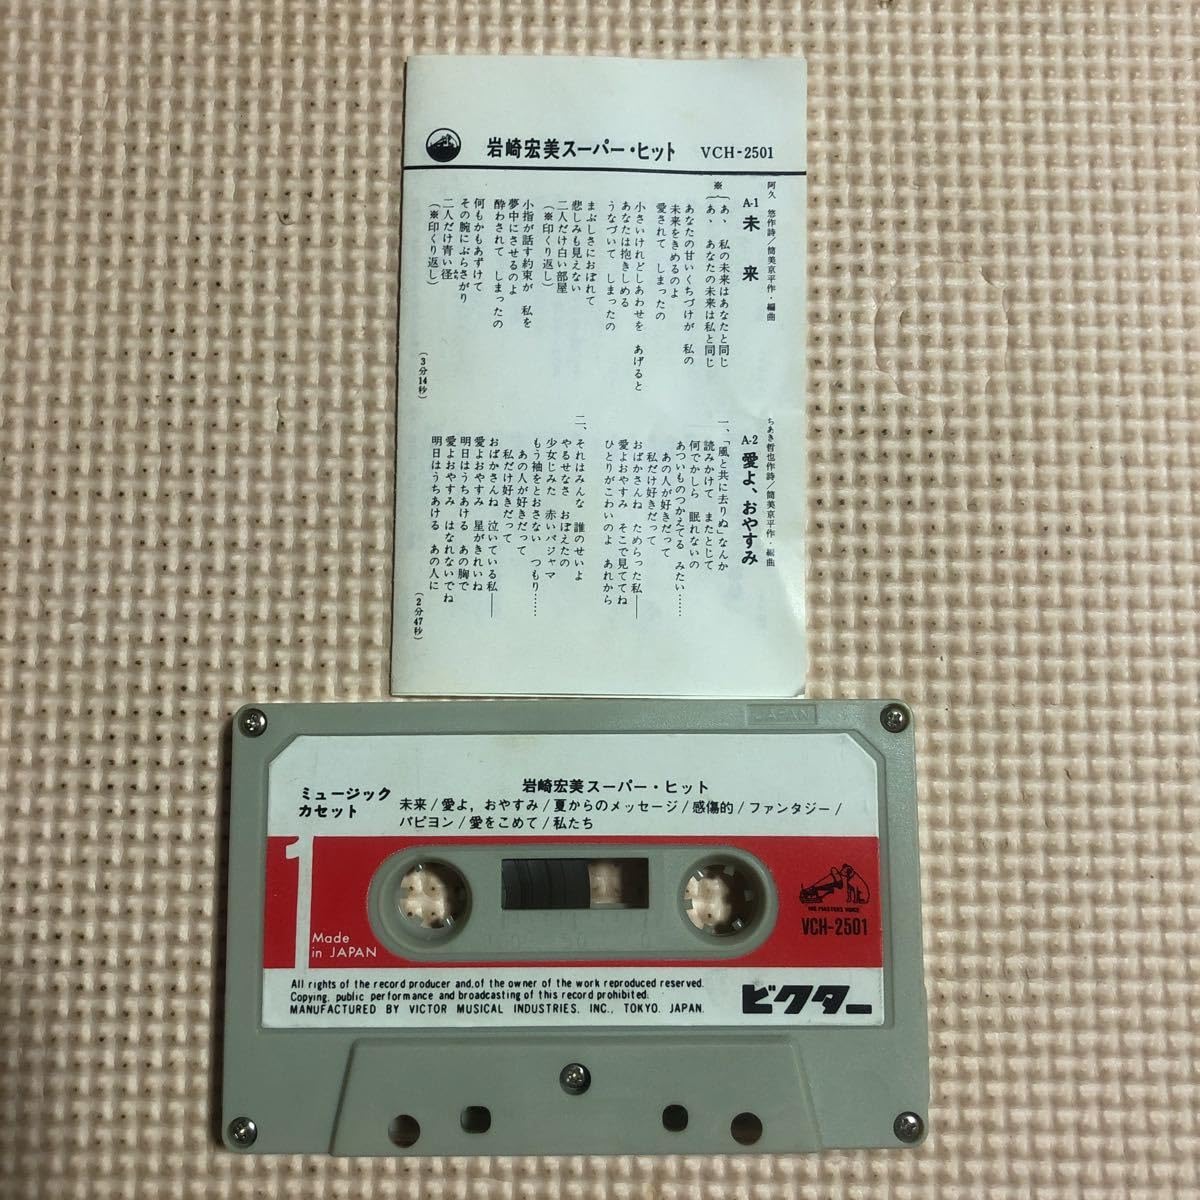 岩崎宏美スーパー・ヒット VCH-2501
阿久 悠作詩/筒美京平作・編曲
A-1 未 来
※
あゝ 私の未来はあなたと同じ
あゝ あなたの未来は私と同じ
あなたの甘いくちづけが 私の
未来をきめるのよ
愛されて しまったの
小さいけれどしあわせを あげると
あなたは抱きしめる
うなづいて しまったの
まぶしさにおぼれて
悲しみも見えない
二人だけ白い部屋
(※印くり返し)
小指が話す約束が 私を
夢中にさせるのよ
酔わされて しまったの
何もかもあずけて
その腕にぶらさがり
二人だけ青い径
(※印くり返し)
(3分14秒)
ちあき哲也作詩/筒美京平作・編曲
A-2 愛よ、おやすみ
一、「風と共に去りぬ」なんか
読みかけて またとじて
何でかしら 眠れないの
あついものつかえてる みたい……
あの人が好きだって
私だけ好きだって
おばかさんね ためらった私——
愛よおやすみ そこで見ててね
ひとりがこわいのよ あれから
二、それはみんな 誰のせいよ
やるせなさ おぼえたの
少女じみた 赤いパジャマ
もう袖をとおさない つもり……
あの人が好きだって
私だけ好きだって
おばかさんね 泣いている私——
愛よおやすみ 星がきれいね
明日はうちあける あの胸で
愛よおやすみ はなれないでね
明日はうちあける あの人に
(2分47秒)
JAPAN
ミュージック
カセット
岩崎宏美スーパー・ヒット
未来/愛よ,おやすみ/夏からのメッセージ/感傷的/ファンタジー/
パピヨン/愛をこめて/私たち
1
Made
in JAPAN
HIS MASTERS VOICE
VCH-2501
All rights of the record producer and.of the owner of the work reproduced reserved.
Copying, public performance and broadcasting of this record prohibited.
MANUFACTURED BY VICTOR MUSICAL INDUSTRIES, INC., TOKYO. JAPAN.
ビクター